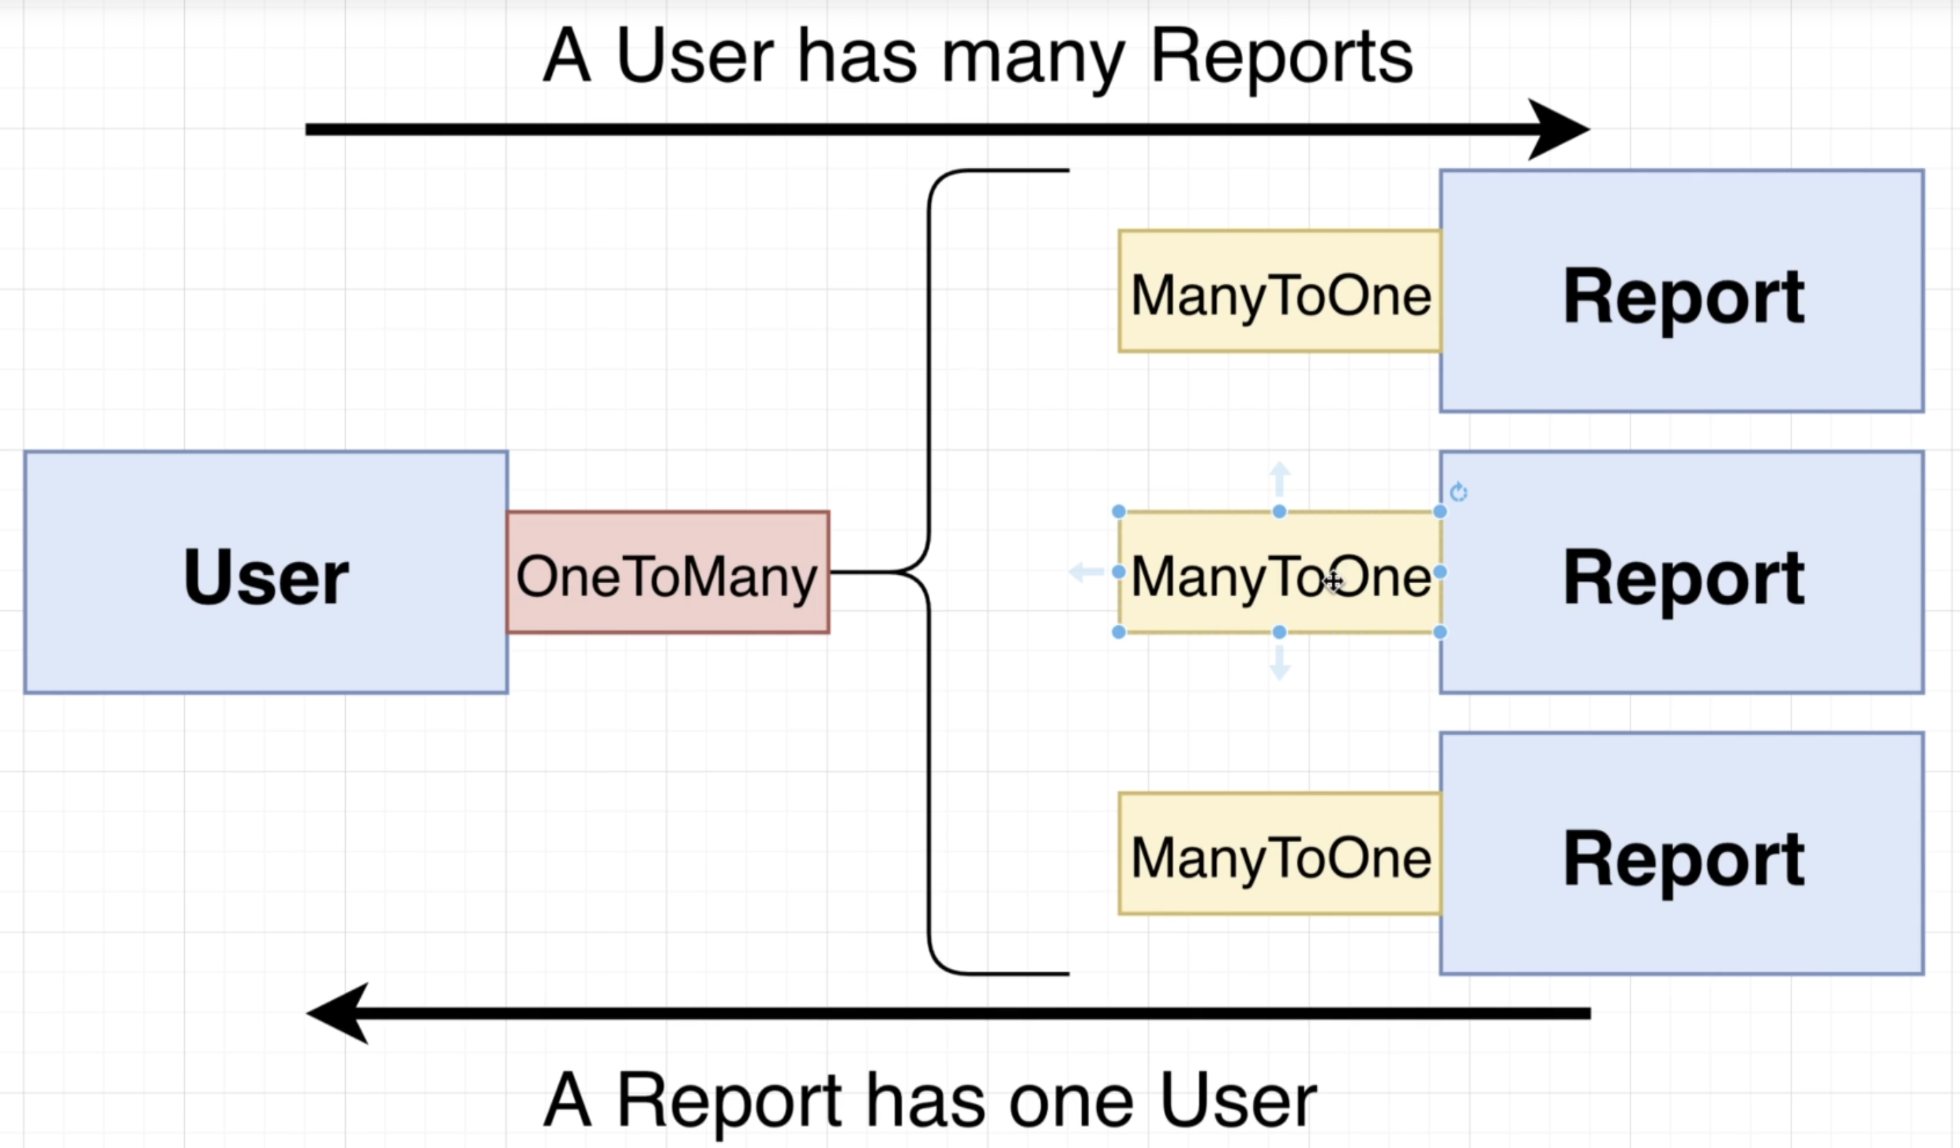 A User has many Reports
ManyToOne
Report
User
OneToMany
ManyToOne
Report
ManyToOne
Report
A Report has one User